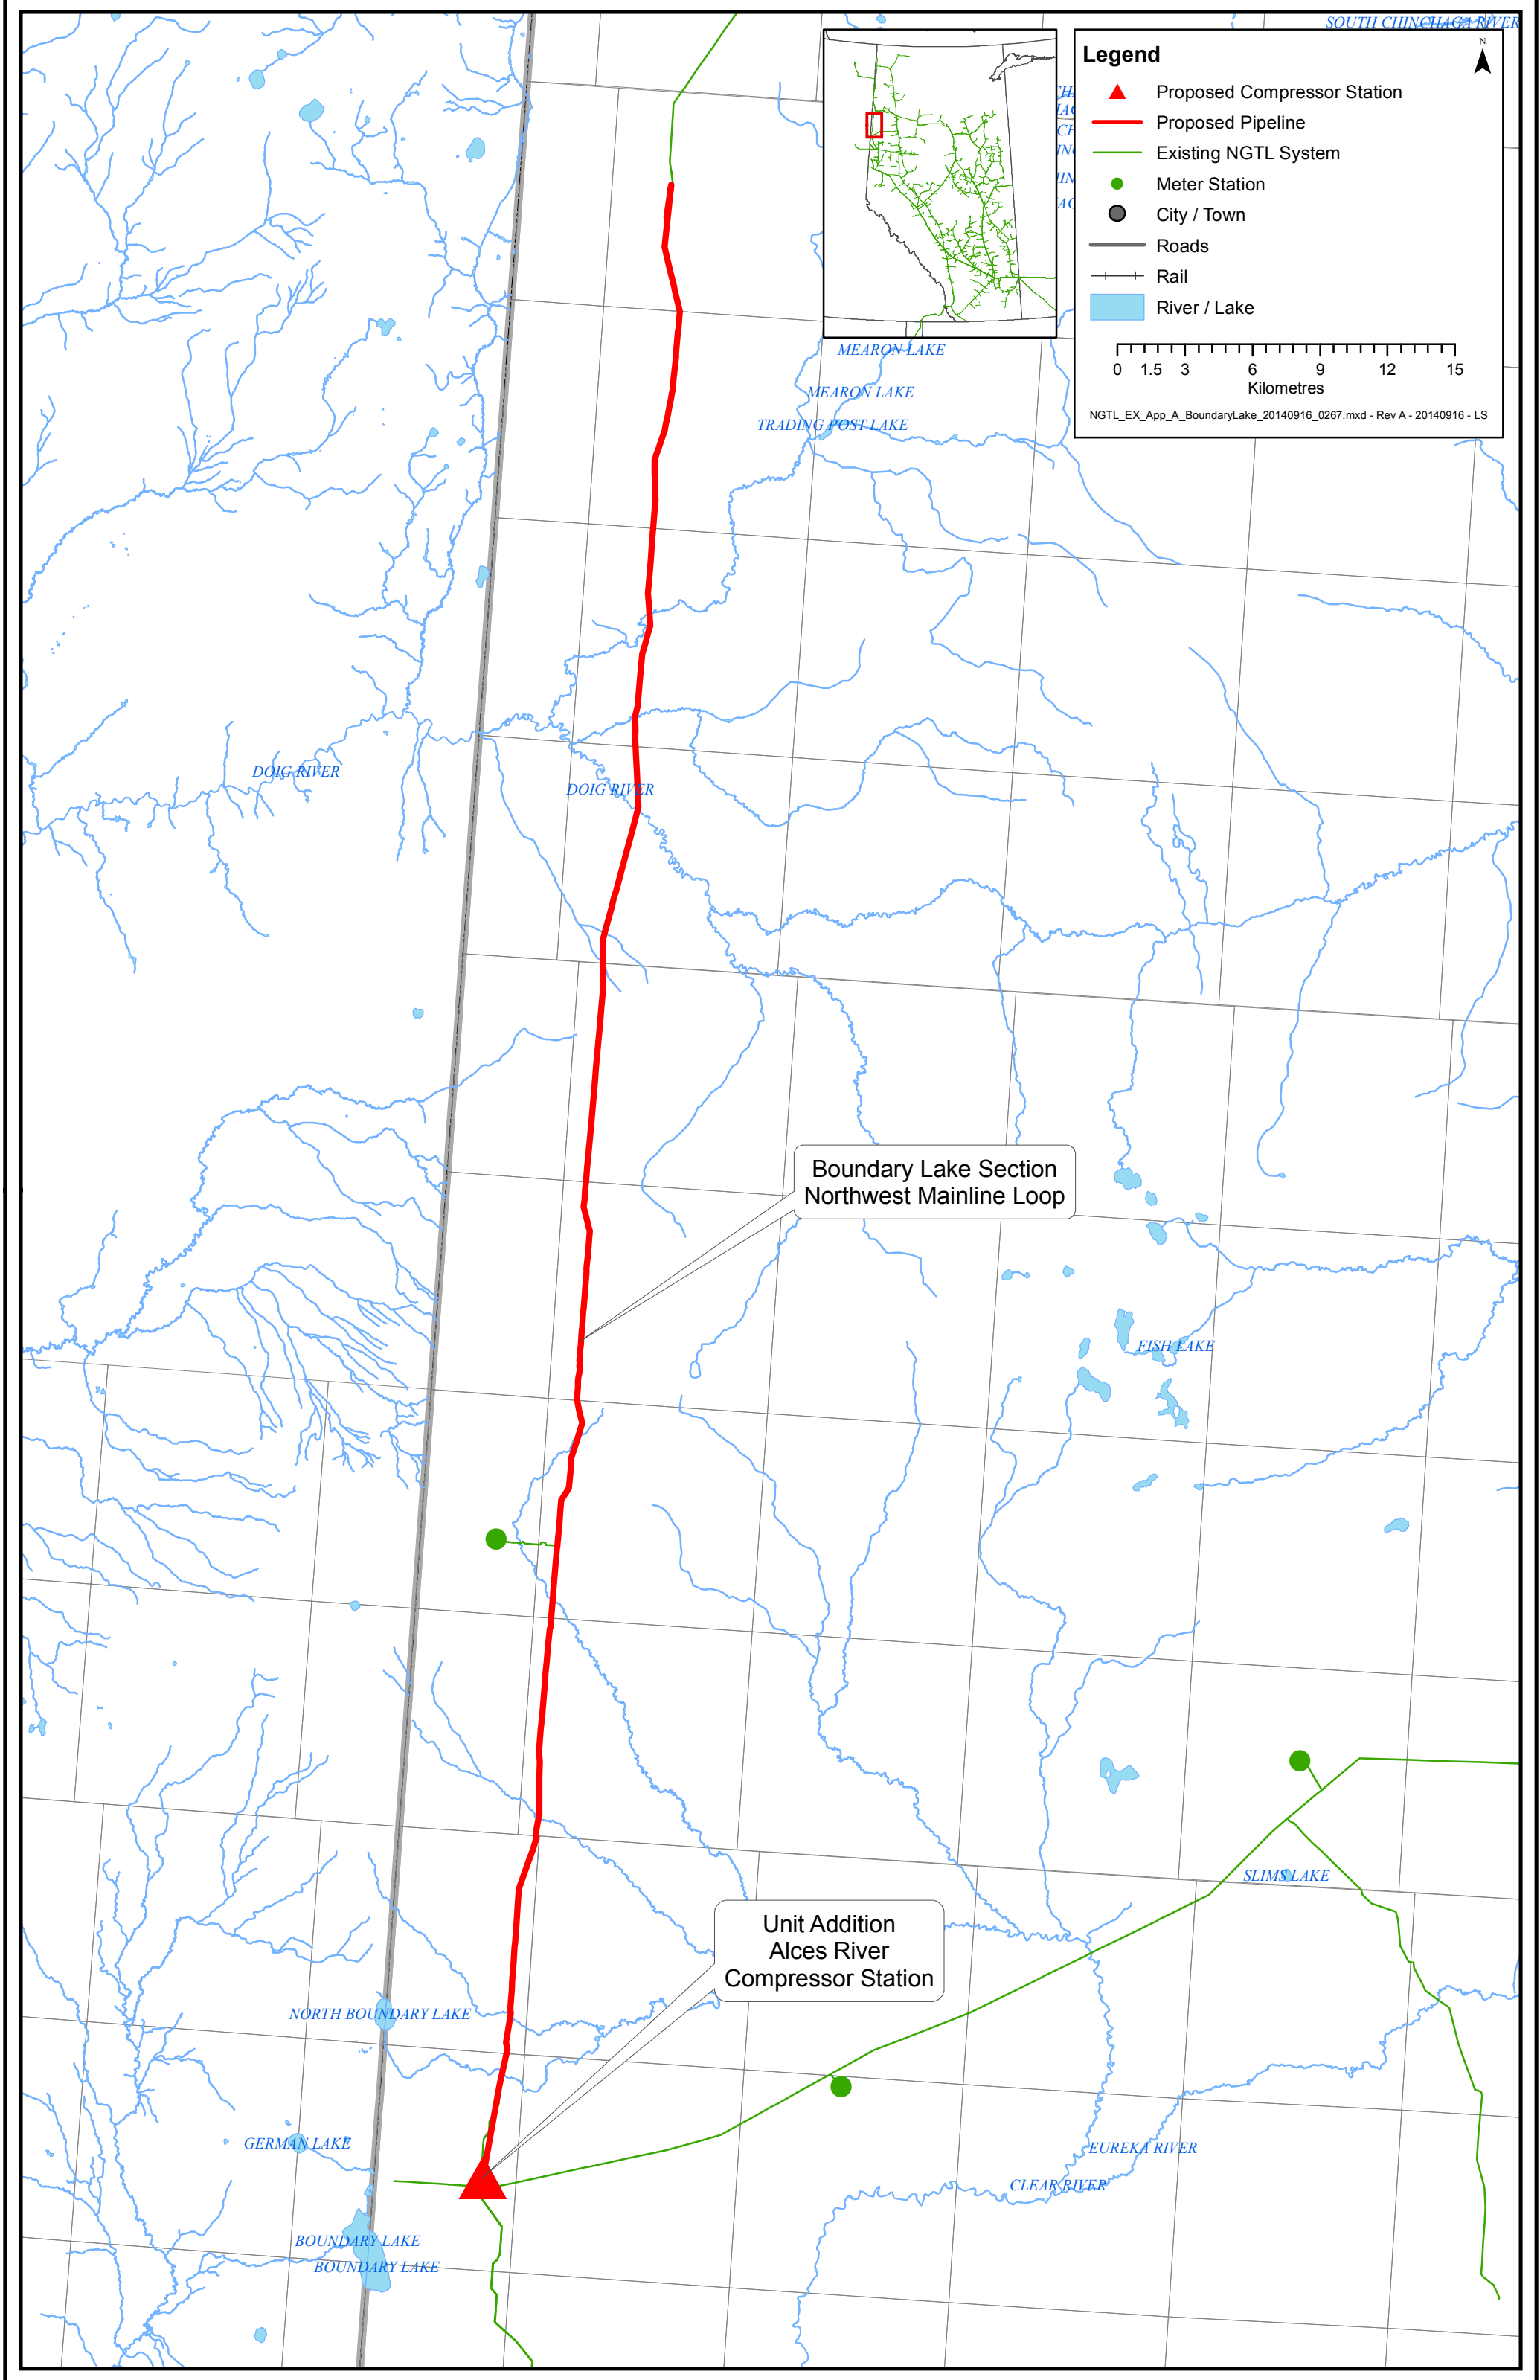 SOUTH CHINCHAGA RIVER
Legend
N
Proposed Compressor Station
Proposed Pipeline
Existing NGTL System
Meter Station
City / Town
Roads
Rail
River / Lake
0 1.5 3 6 9 12 15
Kilometres
NGTL_EX_App_A_BoundaryLake_20140916_0267.mxd - Rev A - 20140916 - LS
MEARON LAKE
MEARON LAKE
TRADING POST LAKE
DOIG RIVER
DOIG RIVER
Boundary Lake Section
Northwest Mainline Loop
FISH LAKE
SLIMS LAKE
Unit Addition
Alces River
Compressor Station
NORTH BOUNDARY LAKE
GERMAN LAKE
EUREKA RIVER
CLEAR RIVER
BOUNDARY LAKE
BOUNDARY LAKE